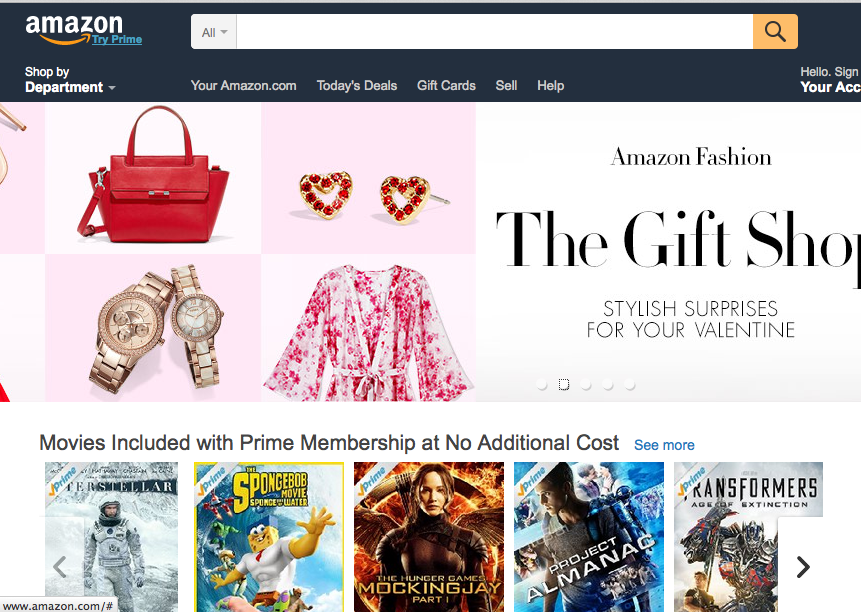 amazon
Try Prime
All
Shop by
Department
Your Amazon.com Today's Deals Gift Cards Sell Help
Hello. Sign
Your Acc
Amazon Fashion
The Gift Shop
STYLISH SURPRISES
FOR YOUR VALENTINE
Movies Included with Prime Membership at No Additional Cost See more
Prime
INTERSTELLAR
Prime
THE
SPONGEBOB
MOVIE
SPONGE OUT OF WATER
Prime
THE HUNGER GAMES
MOCKINGJAY
PART 1
Prime
PROJECT
ALMANAC
Prime
TRANSFORMERS
AGE OF EXTINCTION
www.amazon.com/#